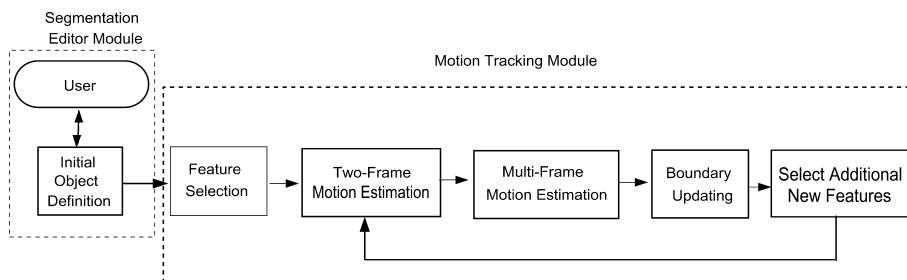 Segmentation
Editor Module
User
Initial
Object
Definition
Motion Tracking Module
Feature
Selection
Two-Frame
Motion Estimation
Multi-Frame
Motion Estimation
Boundary
Updating
Select Additional
New Features